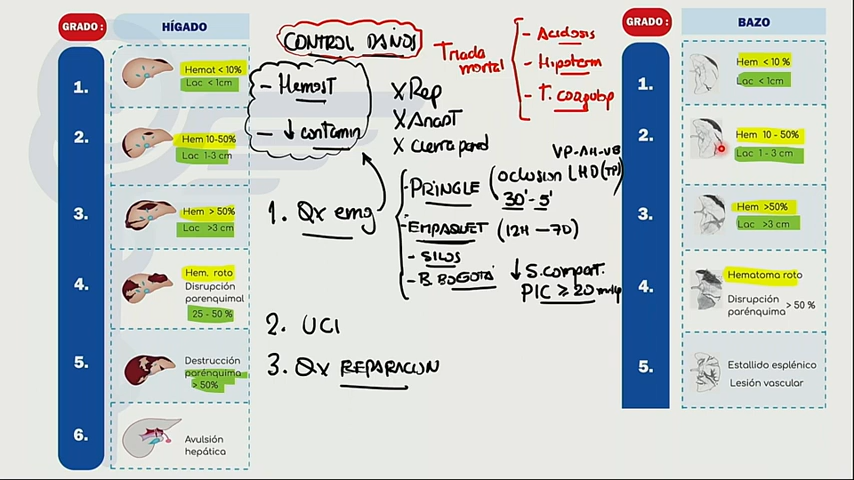 GRADO:
HÍGADO
1.
Hemat < 10%
Lac < 1cm
2.
Hem 10-50%
Lac 1-3 cm
3.
Hem > 50%
Lac >3 cm
4.
Hem. roto
Disrupción
parenquimal
25 - 50 %
5.
Destrucción
parénquima
> 50%
6.
Avulsión
hepática
CONTROL DAÑOS
- Hemost
- ↓ contamin
x Rep
x Anast
x cierra pared
Triada
mortal
- Acidosis
- Hipoterm
- T. coagulop
1. Qx emg
VP-AH-VB
- PRINGLE (oclusion LHD (TP)
30'-5'
- EMPAQUET (12H - 7D)
- SILOS
- B. BOGOTÁ
↓ S. compart.
PIC ≥ 20 mmHg
2. UCI
3. Qx REPARACION
GRADO:
BAZO
1.
Hem < 10 %
Lac < 1cm
2.
Hem 10 - 50%
Lac 1 - 3 cm
3.
Hem >50%
Lac >3 cm
4.
Hematoma roto
Disrupción
parénquima > 50 %
5.
Estallido esplénico
Lesión vascular